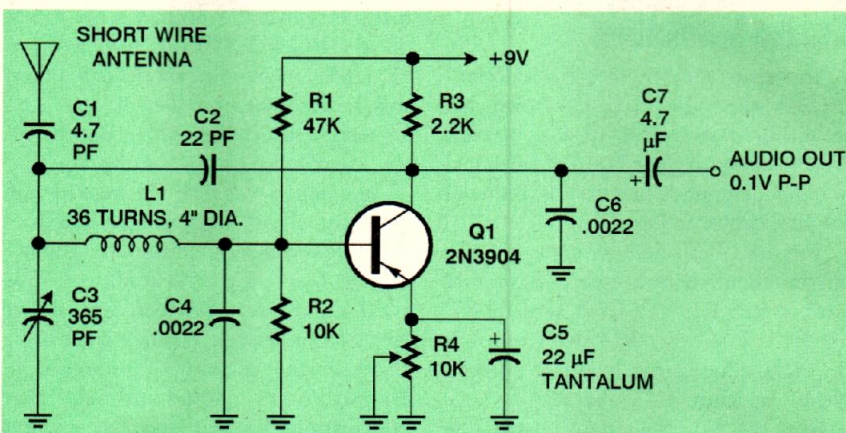 SHORT WIRE
ANTENNA
+9V
C1
4.7
PF
C2
22 PF
R1
47K
R3
2.2K
C7
4.7
µF
+
AUDIO OUT
0.1V P-P
L1
36 TURNS, 4" DIA.
C6
.0022
Q1
2N3904
C3
365
PF
C4
.0022
R2
10K
R4
10K
+
C5
22 µF
TANTALUM